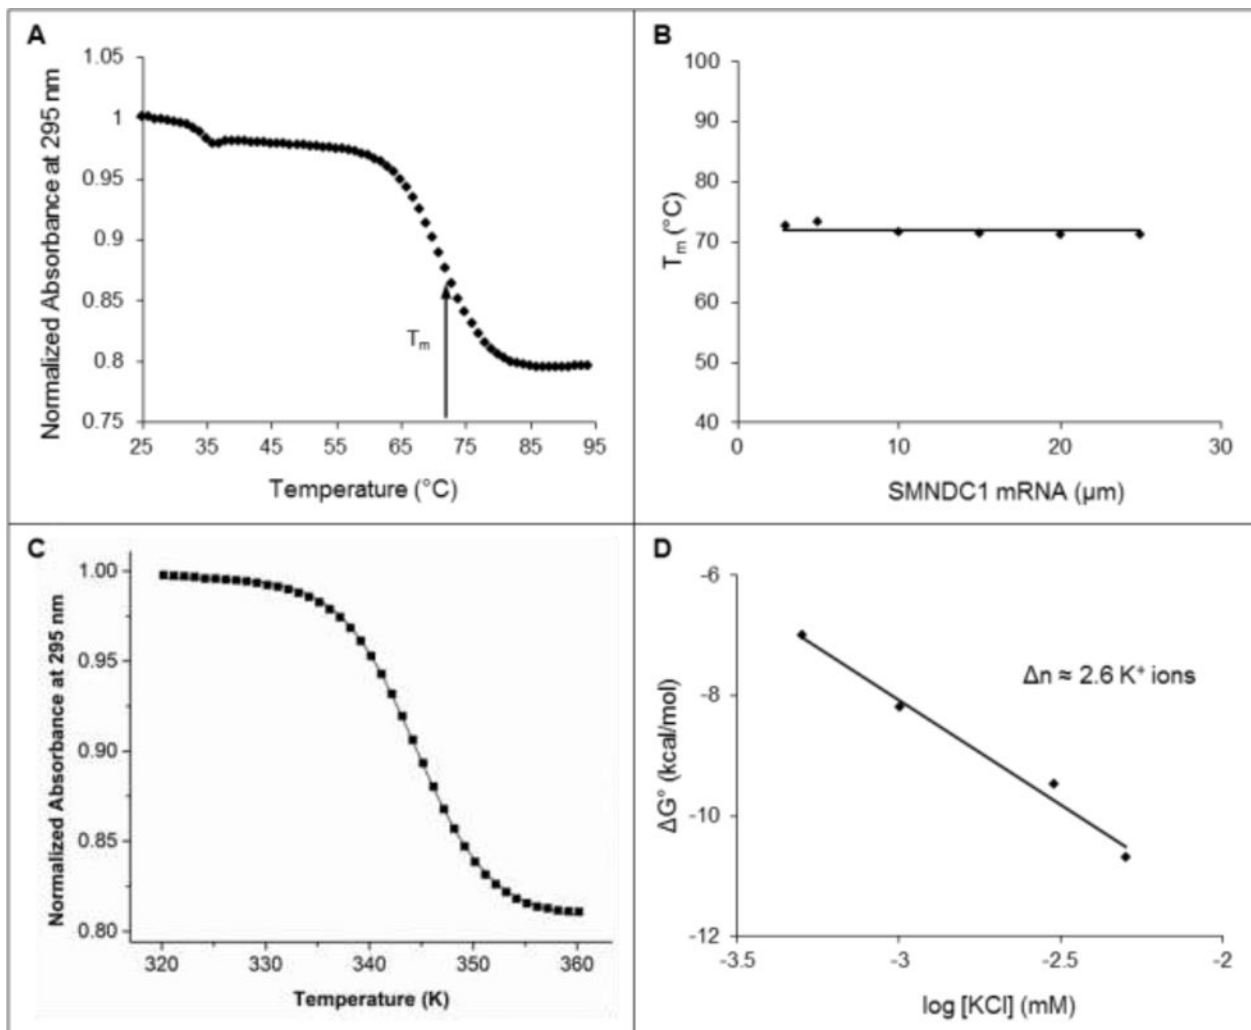 A
Normalized Absorbance at 295 nm
1.05
1
0.95
0.9
0.85
0.8
0.75
Tm
25 35 45 55 65 75 85 95
Temperature (°C)
B
Tm (°C)
100
90
80
70
60
50
40
0 10 20 30
SMNDC1 mRNA (µm)
C
Normalized Absorbance at 295 nm
1.00
0.95
0.90
0.85
0.80
320 330 340 350 360
Temperature (K)
D
ΔG° (kcal/mol)
-6
-8
-10
-12
Δn ≈ 2.6 K⁺ ions
-3.5 -3 -2.5 -2
log [KCl] (mM)